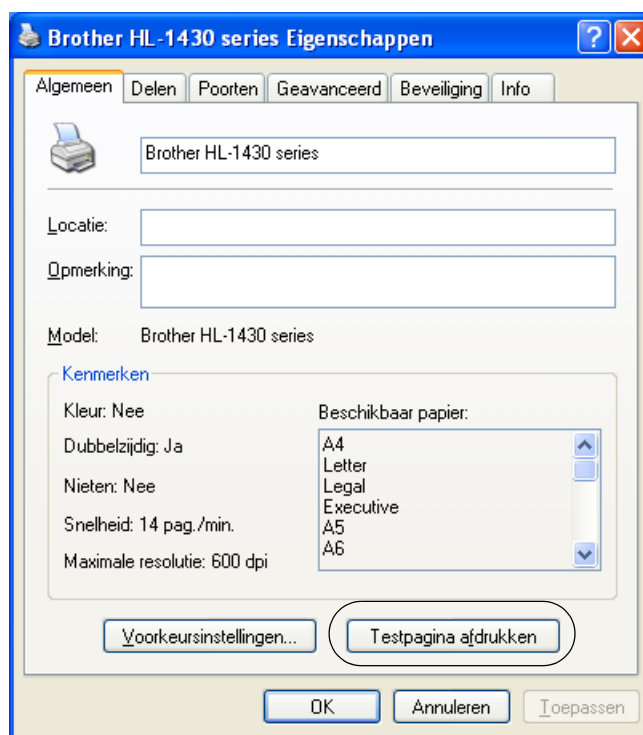 Brother HL-1430 series Eigenschappen
Algemeen Delen Poorten Geavanceerd Beveiliging Info
Brother HL-1430 series
Locatie:
Opmerking:
Model: Brother HL-1430 series
Kenmerken
Kleur: Nee
Dubbelzijdig: Ja
Nieten: Nee
Snelheid: 14 pag./min.
Maximale resolutie: 600 dpi
Beschikbaar papier:
A4
Letter
Legal
Executive
A5
A6
Voorkeursinstellingen... Testpagina afdrukken
OK Annuleren Toepassen